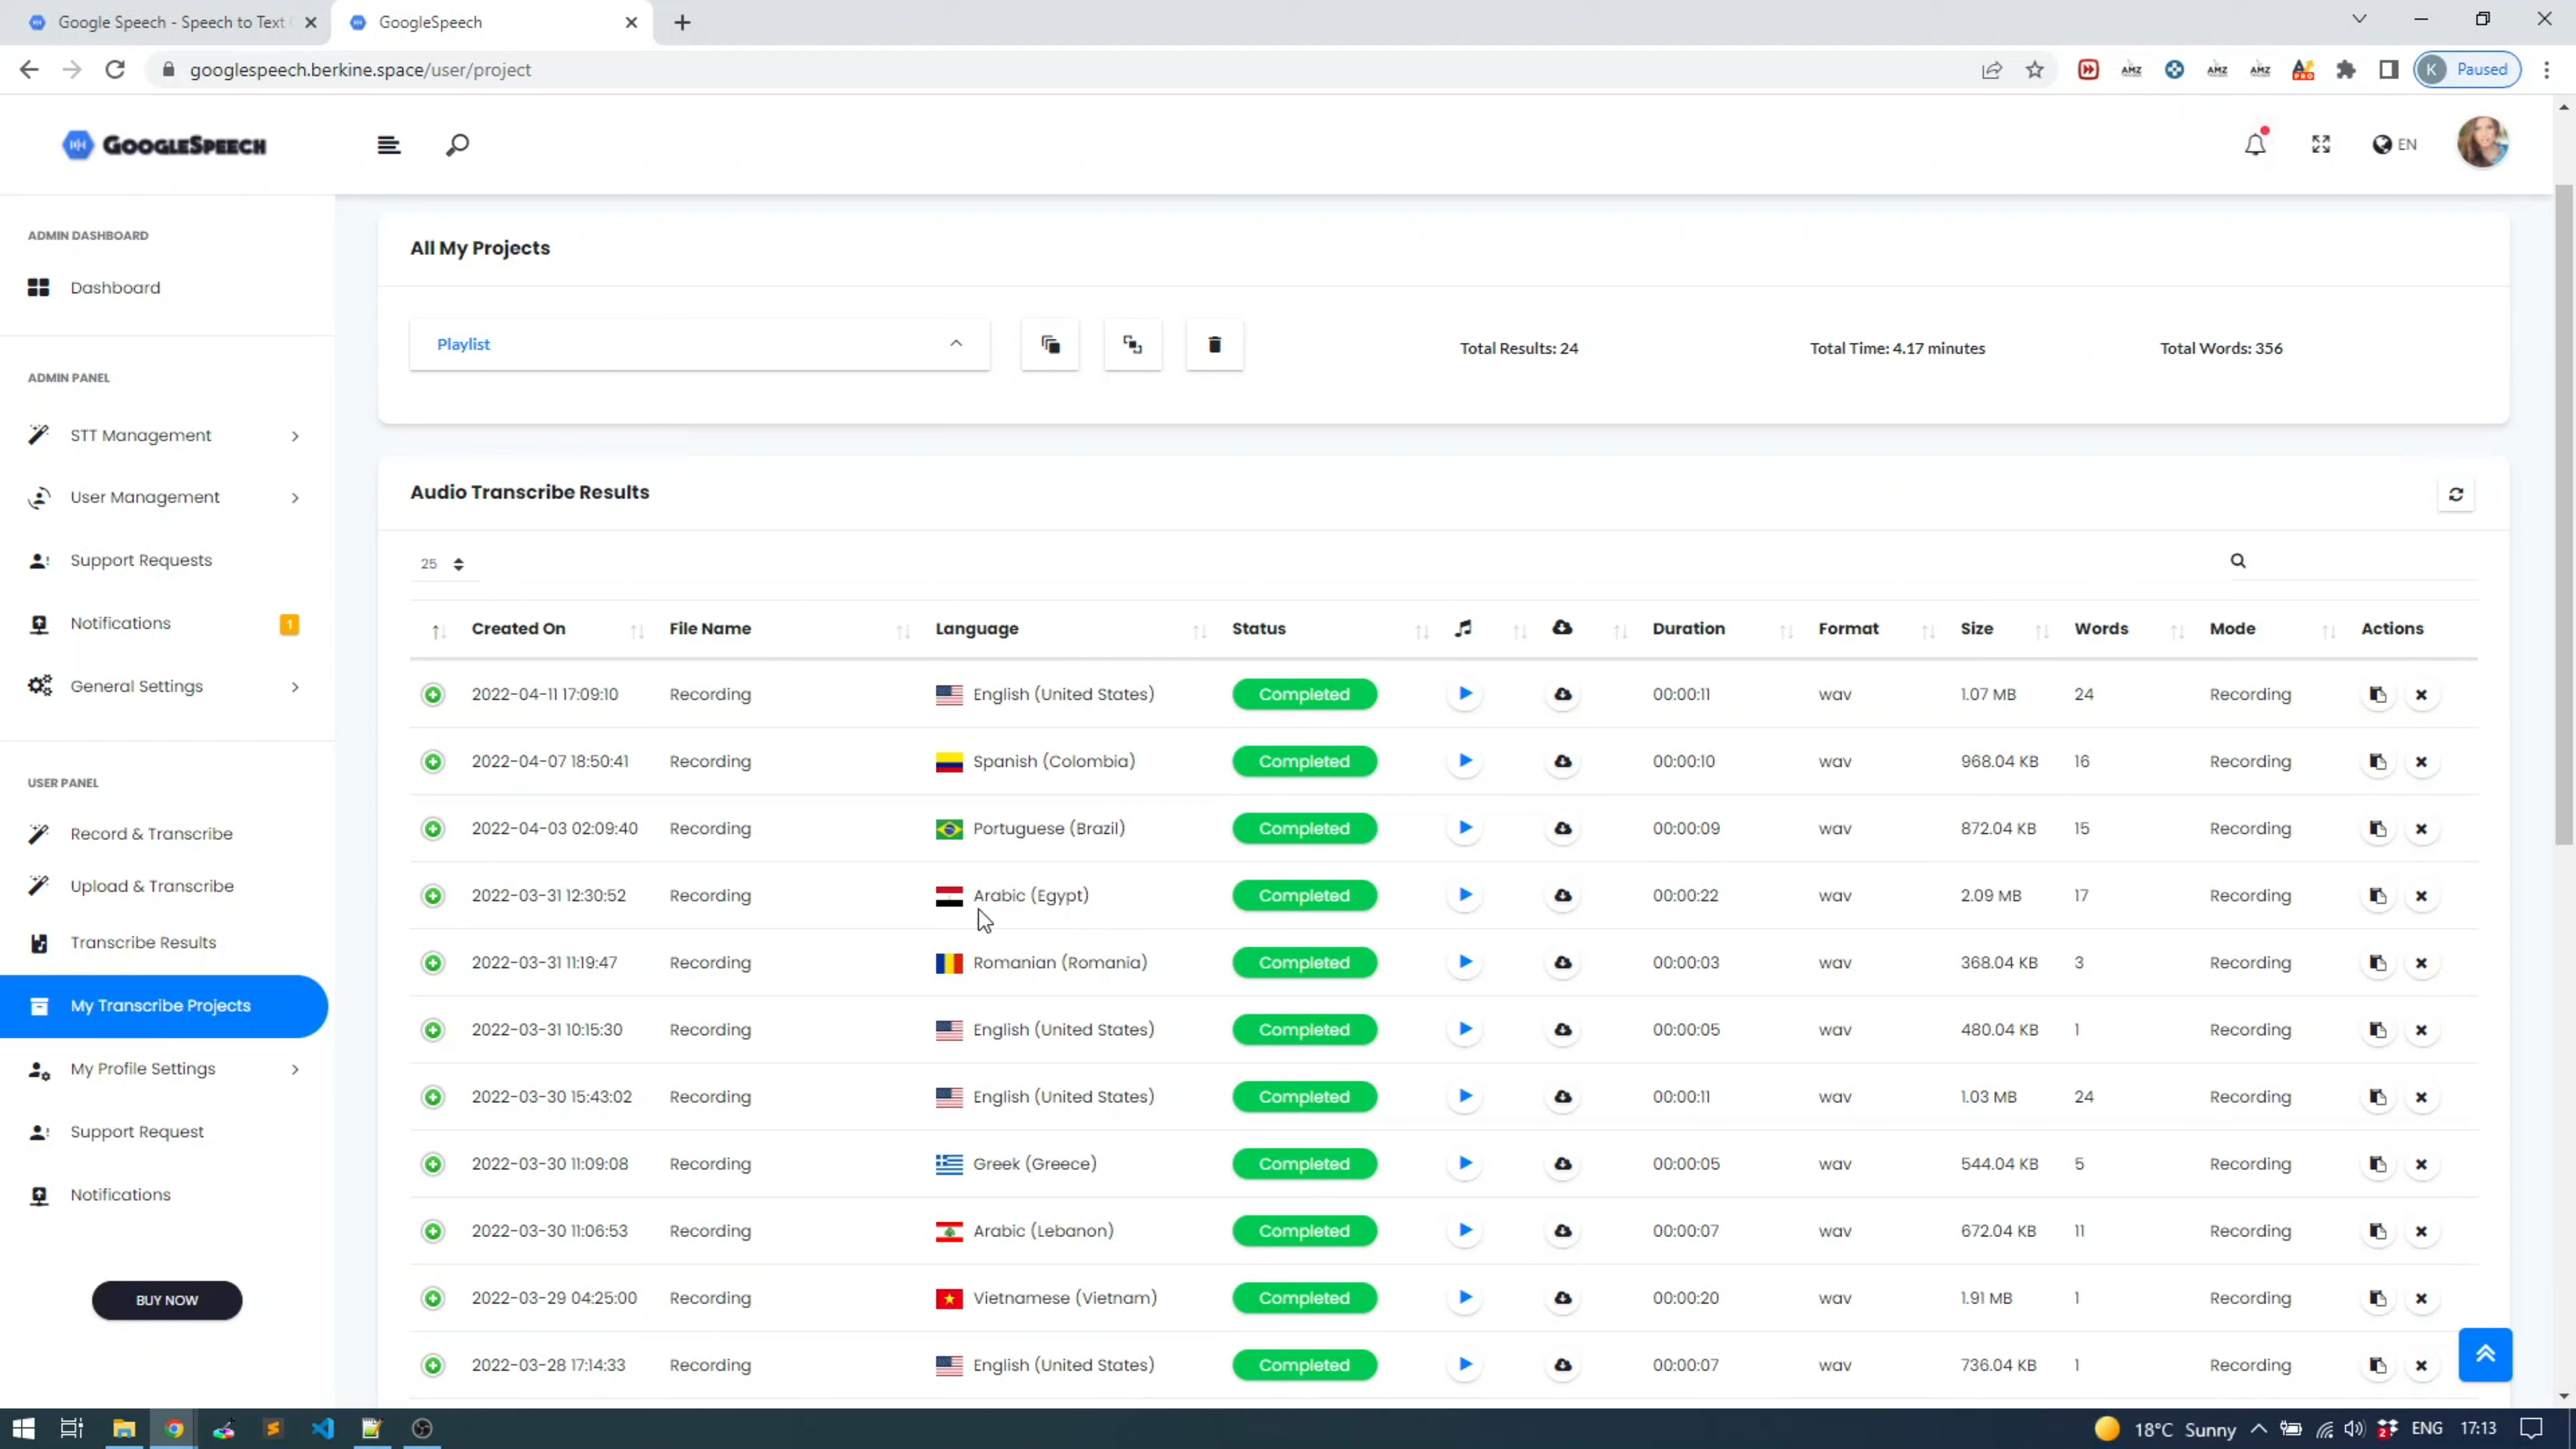 Google Speech - Speech to Text
GoogleSpeech
googlespeech.berkine.space/user/project
AMZ
AMZ
AMZ
PRO
K Paused
GOOGLESPEECH
EN
ADMIN DASHBOARD
Dashboard
ADMIN PANEL
STT Management
User Management
Support Requests
Notifications 1
General Settings
USER PANEL
Record & Transcribe
Upload & Transcribe
Transcribe Results
My Transcribe Projects
My Profile Settings
Support Request
Notifications
BUY NOW
All My Projects
Playlist
Total Results: 24 Total Time: 4.17 minutes Total Words: 356
Audio Transcribe Results
25
Created On File Name Language Status Duration Format Size Words Mode Actions
2022-04-11 17:09:10 Recording English (United States) Completed 00:00:11 wav 1.07 MB 24 Recording
2022-04-07 18:50:41 Recording Spanish (Colombia) Completed 00:00:10 wav 968.04 KB 16 Recording
2022-04-03 02:09:40 Recording Portuguese (Brazil) Completed 00:00:09 wav 872.04 KB 15 Recording
2022-03-31 12:30:52 Recording Arabic (Egypt) Completed 00:00:22 wav 2.09 MB 17 Recording
2022-03-31 11:19:47 Recording Romanian (Romania) Completed 00:00:03 wav 368.04 KB 3 Recording
2022-03-31 10:15:30 Recording English (United States) Completed 00:00:05 wav 480.04 KB 1 Recording
2022-03-30 15:43:02 Recording English (United States) Completed 00:00:11 wav 1.03 MB 24 Recording
2022-03-30 11:09:08 Recording Greek (Greece) Completed 00:00:05 wav 544.04 KB 5 Recording
2022-03-30 11:06:53 Recording Arabic (Lebanon) Completed 00:00:07 wav 672.04 KB 11 Recording
2022-03-29 04:25:00 Recording Vietnamese (Vietnam) Completed 00:00:20 wav 1.91 MB 1 Recording
2022-03-28 17:14:33 Recording English (United States) Completed 00:00:07 wav 736.04 KB 1 Recording
18°C Sunny 2 ENG 17:13